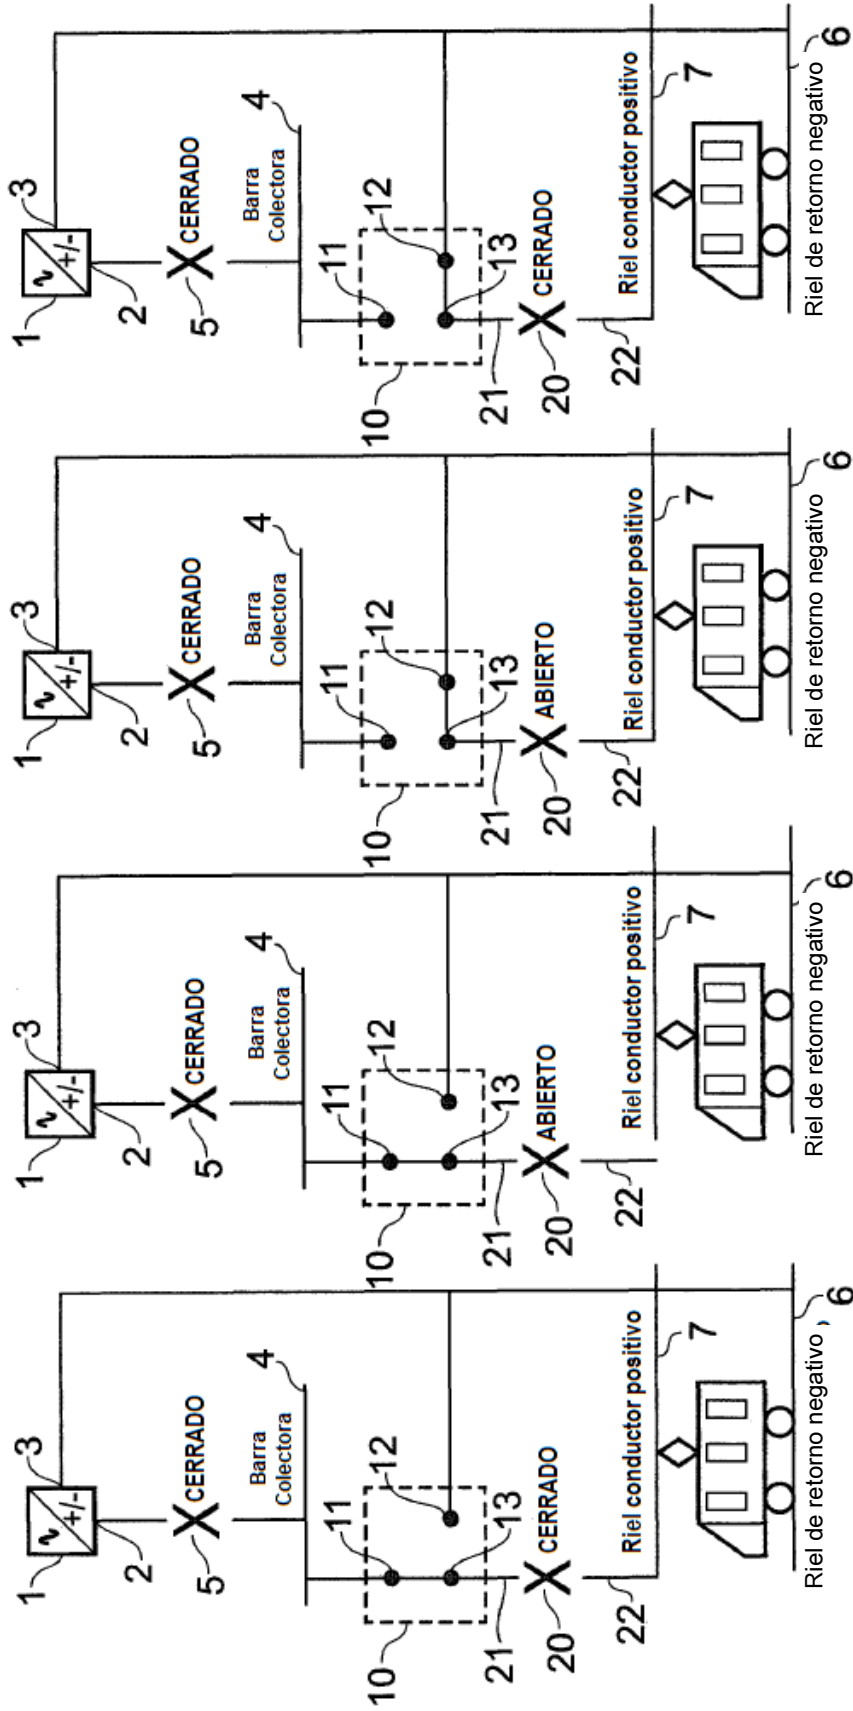 1
~
+/-
3
2
5
CERRADO
Barra
Colectora
4
11
12
10
13
21
20
CERRADO
22
Riel conductor positivo
7
Riel de retorno negativo
6
1
~
+/-
3
2
5
CERRADO
Barra
Colectora
4
11
12
10
13
21
20
ABIERTO
22
Riel conductor positivo
7
Riel de retorno negativo
6
1
~
+/-
3
2
5
CERRADO
Barra
Colectora
4
11
12
10
13
21
20
ABIERTO
22
Riel conductor positivo
7
Riel de retorno negativo
6
1
~
+/-
3
2
5
CERRADO
Barra
Colectora
4
11
12
10
13
21
20
CERRADO
22
Riel conductor positivo
7
Riel de retorno negativo
6